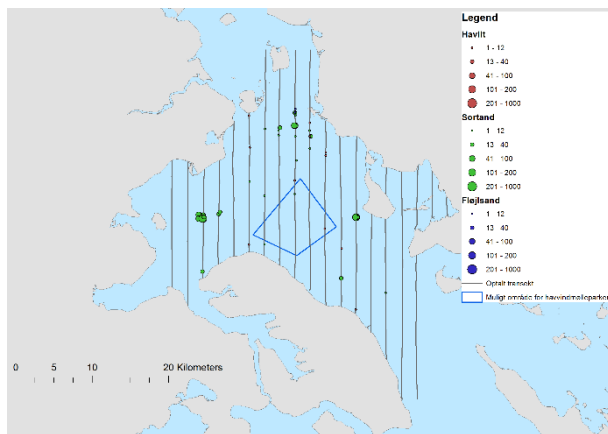 Legend
Havlit
1 - 12
13 - 40
41 - 100
101 - 200
201 - 1000
Sortand
1 - 12
13 - 40
41 - 100
101 - 200
201 - 1000
Fløjlsand
1 - 12
13 - 40
41 - 100
101 - 200
201 - 1000
Optalt transekt
Muligt område for havvindmølleparken
0 5 10 20 Kilometers